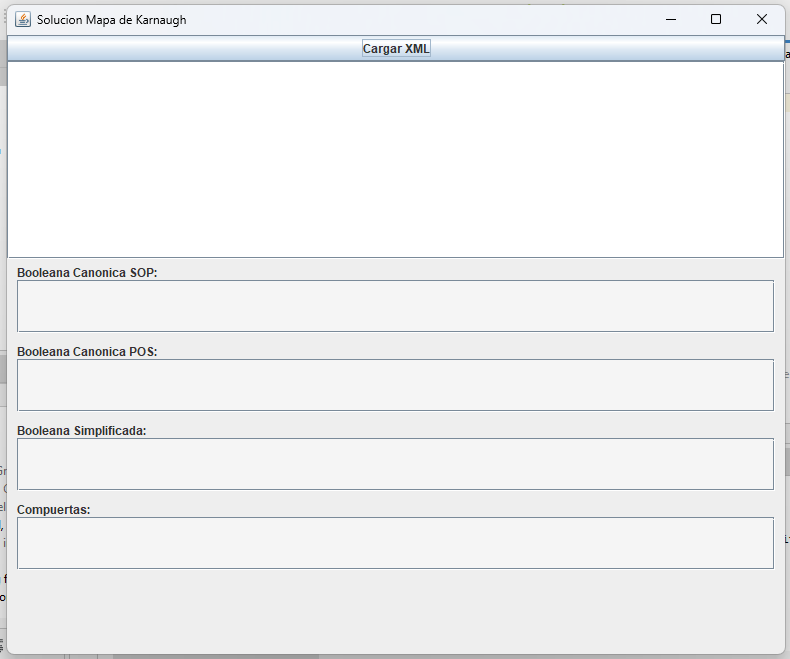 Solucion Mapa de Karnaugh
Cargar XML
Booleana Canonica SOP:
Booleana Canonica POS:
Booleana Simplificada:
Compuertas: